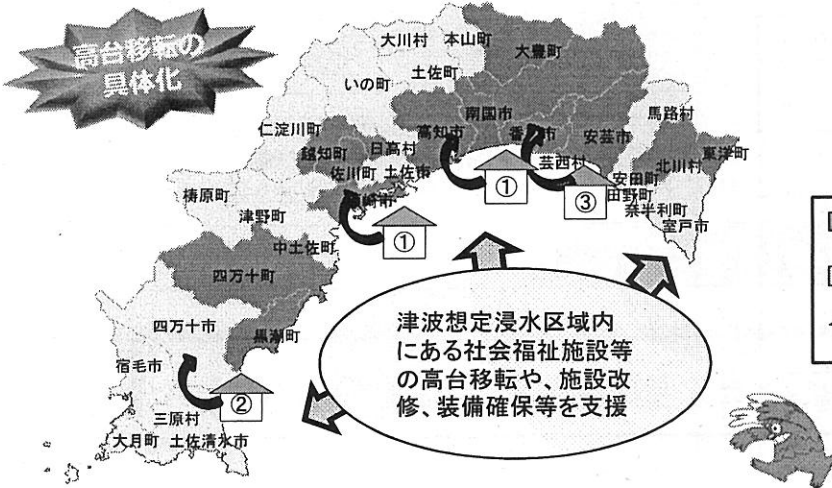 高台移転の
具体化
大川村
本山町
大豊町
土佐町
いの町
馬路村
南国市
仁淀川町
高知市
安芸市
日高村
越知町
東洋町
北川村
芸西村
佐川町
土佐市
安田町
田野町
奈半利町
室戸市
梼原町
津野町
①
①
③
中土佐町
四万十町
四万十市
黒潮町
宿毛市
②
三原村
大月町
土佐清水市
津波想定浸水区域内
にある社会福祉施設等
の高台移転や、施設改
修、装備確保等を支援